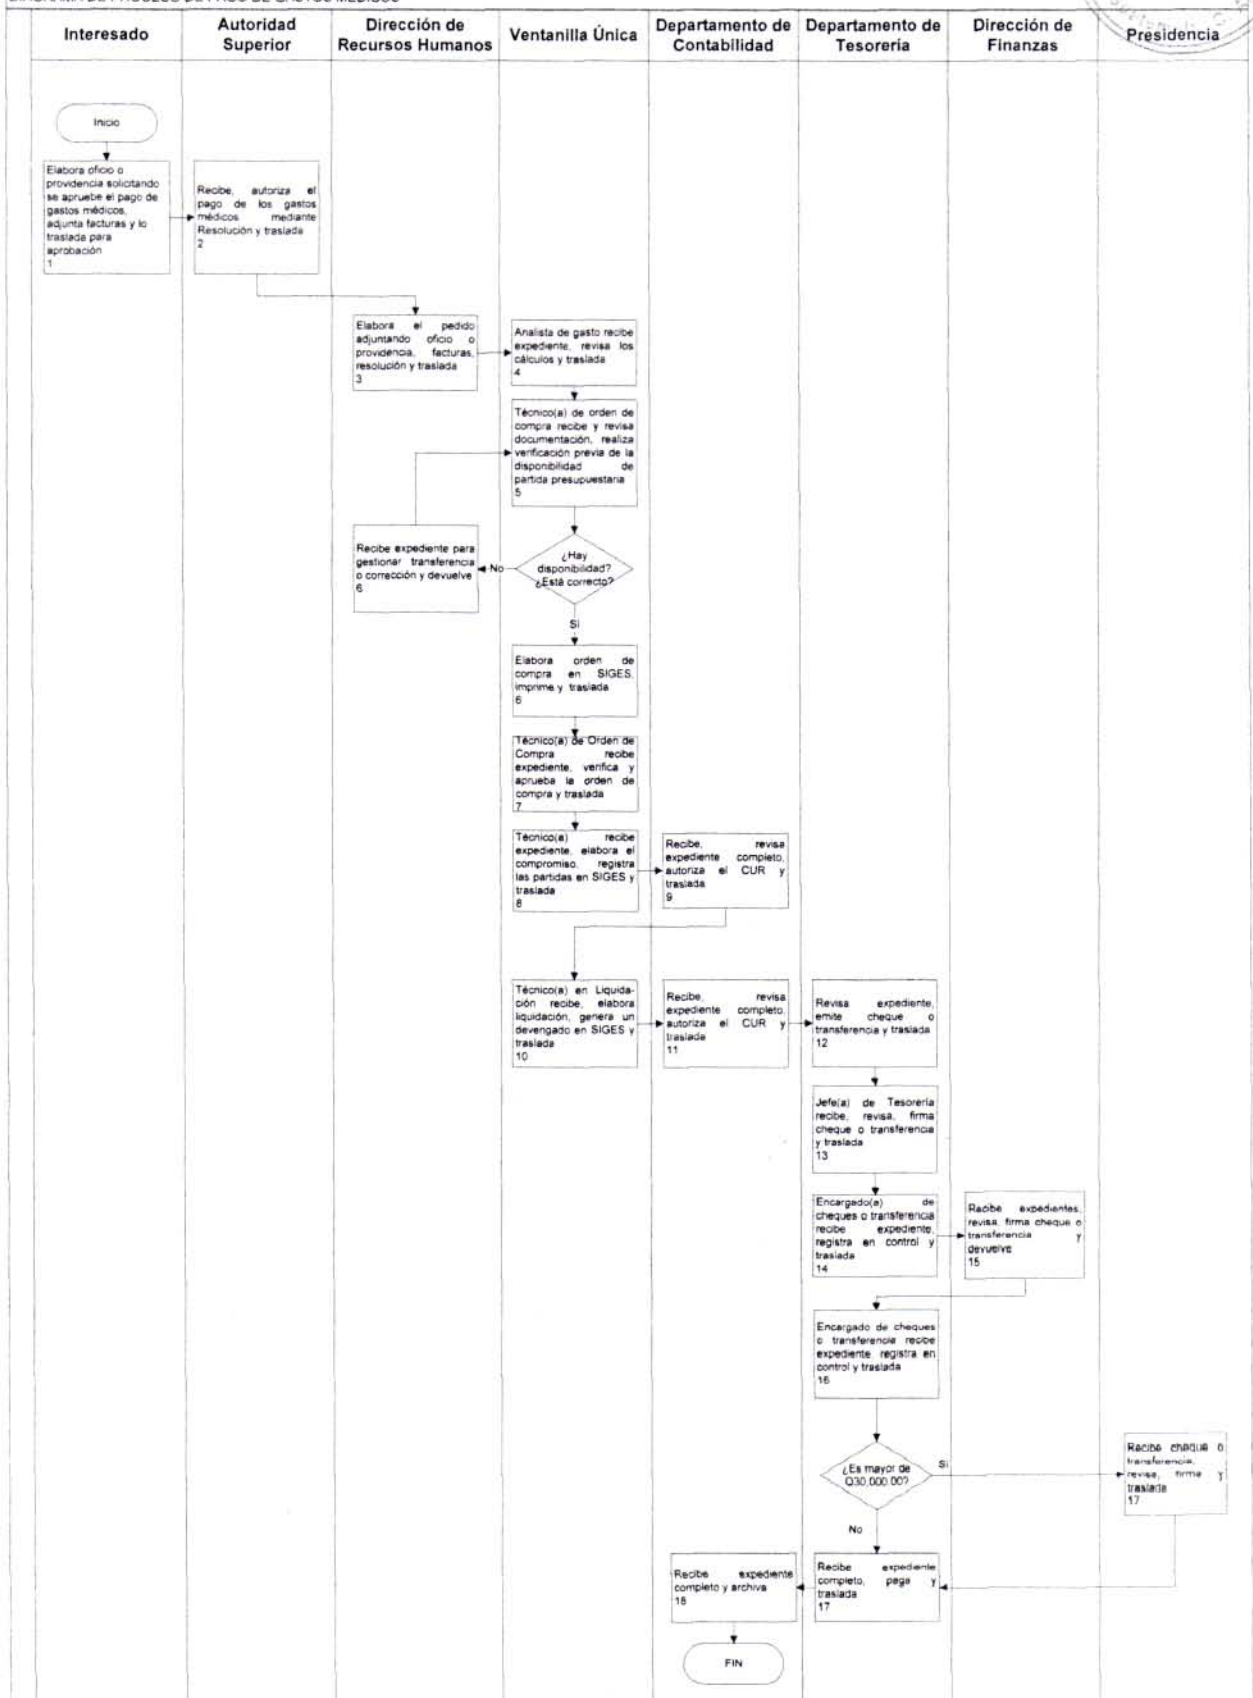 DIAGRAMA DE PROCESO DE PAGO DE GASTOS MÉDICOS
Interesado
Autoridad
Superior
Dirección de
Recursos Humanos
Ventanilla Única
Departamento de
Contabilidad
Departamento de
Tesorería
Dirección de
Finanzas
Presidencia
Inicio
Elabora oficio o
providencia solicitando
se apruebe el pago de
gastos médicos,
adjunta facturas y lo
traslada para
aprobación
1
Recibe, autoriza el
pago de los gastos
médicos mediante
Resolución y traslada
2
Elabora el pedido
adjuntando oficio o
providencia, facturas,
resolución y traslada
3
Analista de gasto recibe
expediente, revisa los
cálculos y traslada
4
Técnico(a) de orden de
compra recibe y revisa
documentación, realiza
verificación previa de la
disponibilidad de
partida presupuestaria
5
¿Hay
disponibilidad?
¿Está correcto?
No
Recibe expediente para
gestionar transferencia
o corrección y devuelve
6
Si
Elabora orden de
compra en SIGES,
imprime y traslada
6
Técnico(a) de Orden de
Compra recibe
expediente, verifica y
aprueba la orden de
compra y traslada
7
Técnico(a) recibe
expediente, elabora el
compromiso, registra
las partidas en SIGES y
traslada
8
Recibe, revisa
expediente completo,
autoriza el CUR y
traslada
9
Técnico(a) en Liquida-
ción recibe, elabora
liquidación, genera un
devengado en SIGES y
traslada
10
Recibe, revisa
expediente completo,
autoriza el CUR y
traslada
11
Revisa expediente,
emite cheque o
transferencia y traslada
12
Jefe(a) de Tesorería
recibe, revisa, firma
cheque o transferencia
y traslada
13
Encargado(a) de
cheques o transferencia
recibe expediente,
registra en control y
traslada
14
Recibe expedientes,
revisa, firma cheque o
transferencia y
devuelve
15
Encargado de cheques
o transferencia recibe
expediente registra en
control y traslada
16
¿Es mayor de
Q30,000.00?
Si
Recibe cheque o
transferencia,
revisa, firma y
traslada
17
No
Recibe expediente
completo, paga y
traslada
17
Recibe expediente
completo y archiva
18
FIN